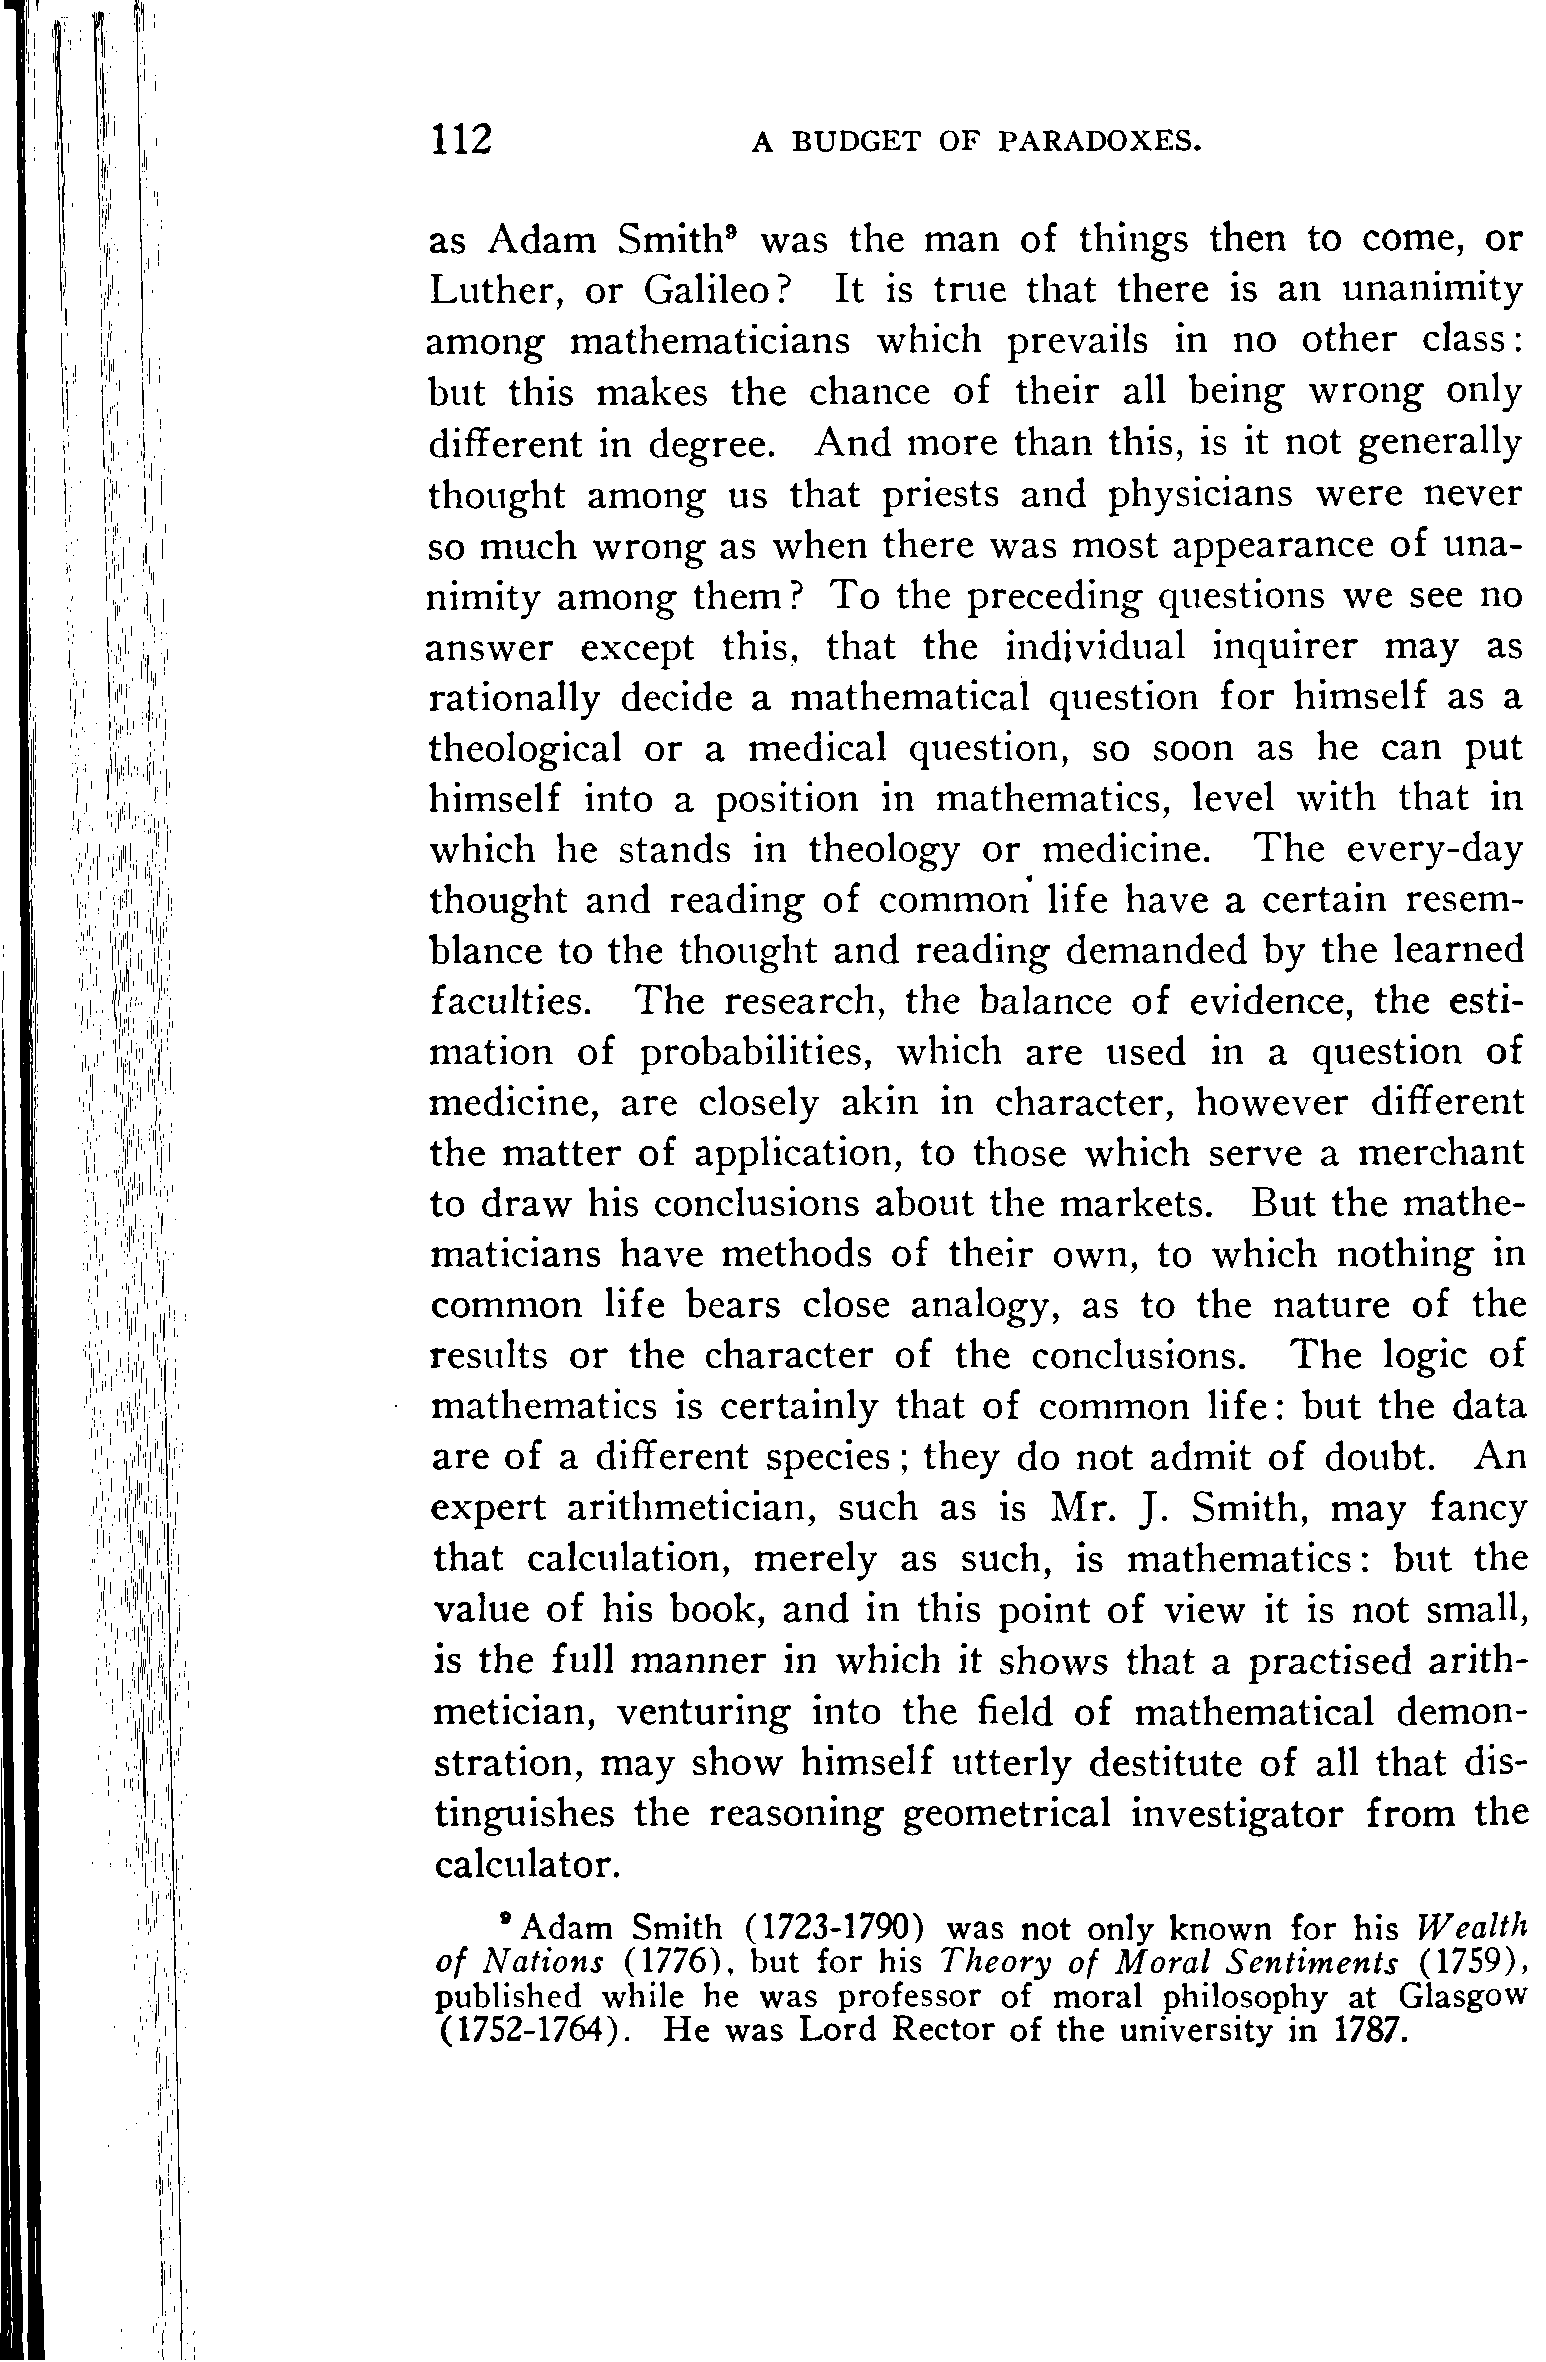 112 A BUDGET OF PARADOXES.
as Adam Smith⁹ was the man of things then to come, or
Luther, or Galileo? It is true that there is an unanimity
among mathematicians which prevails in no other class:
but this makes the chance of their all being wrong only
different in degree. And more than this, is it not generally
thought among us that priests and physicians were never
so much wrong as when there was most appearance of una-
nimity among them? To the preceding questions we see no
answer except this, that the individual inquirer may as
rationally decide a mathematical question for himself as a
theological or a medical question, so soon as he can put
himself into a position in mathematics, level with that in
which he stands in theology or medicine. The every-day
thought and reading of common life have a certain resem-
blance to the thought and reading demanded by the learned
faculties. The research, the balance of evidence, the esti-
mation of probabilities, which are used in a question of
medicine, are closely akin in character, however different
the matter of application, to those which serve a merchant
to draw his conclusions about the markets. But the mathe-
maticians have methods of their own, to which nothing in
common life bears close analogy, as to the nature of the
results or the character of the conclusions. The logic of
mathematics is certainly that of common life: but the data
are of a different species; they do not admit of doubt. An
expert arithmetician, such as is Mr. J. Smith, may fancy
that calculation, merely as such, is mathematics: but the
value of his book, and in this point of view it is not small,
is the full manner in which it shows that a practised arith-
metician, venturing into the field of mathematical demon-
stration, may show himself utterly destitute of all that dis-
tinguishes the reasoning geometrical investigator from the
calculator.
⁹ Adam Smith (1723-1790) was not only known for his Wealth
of Nations (1776), but for his Theory of Moral Sentiments (1759),
published while he was professor of moral philosophy at Glasgow
(1752-1764). He was Lord Rector of the university in 1787.